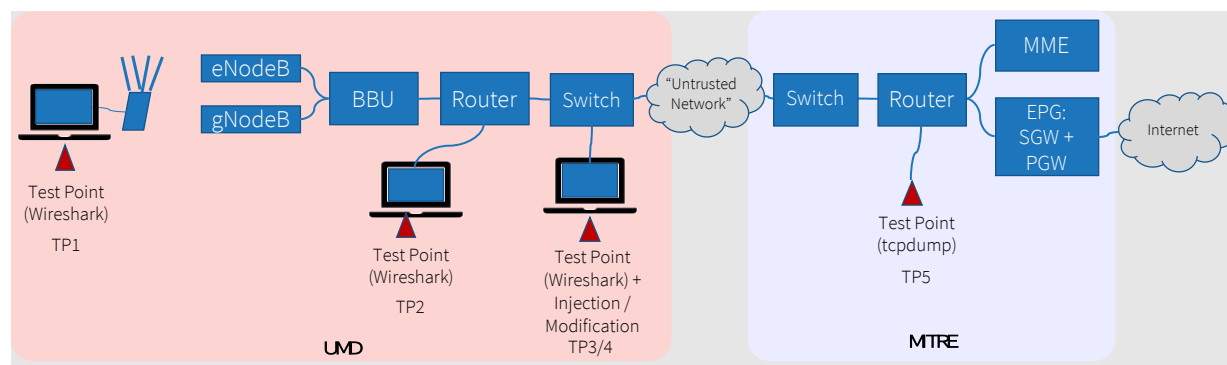 eNodeB
gNodeB
BBU
Router
Switch
"Untrusted
Network"
Switch
Router
MME
EPG:
SGW +
PGW
Internet
Test Point
(Wireshark)
TP1
Test Point
(Wireshark)
TP2
Test Point
(Wireshark) +
Injection /
Modification
TP3/4
Test Point
(tcpdump)
TP5
UMD
MITRE